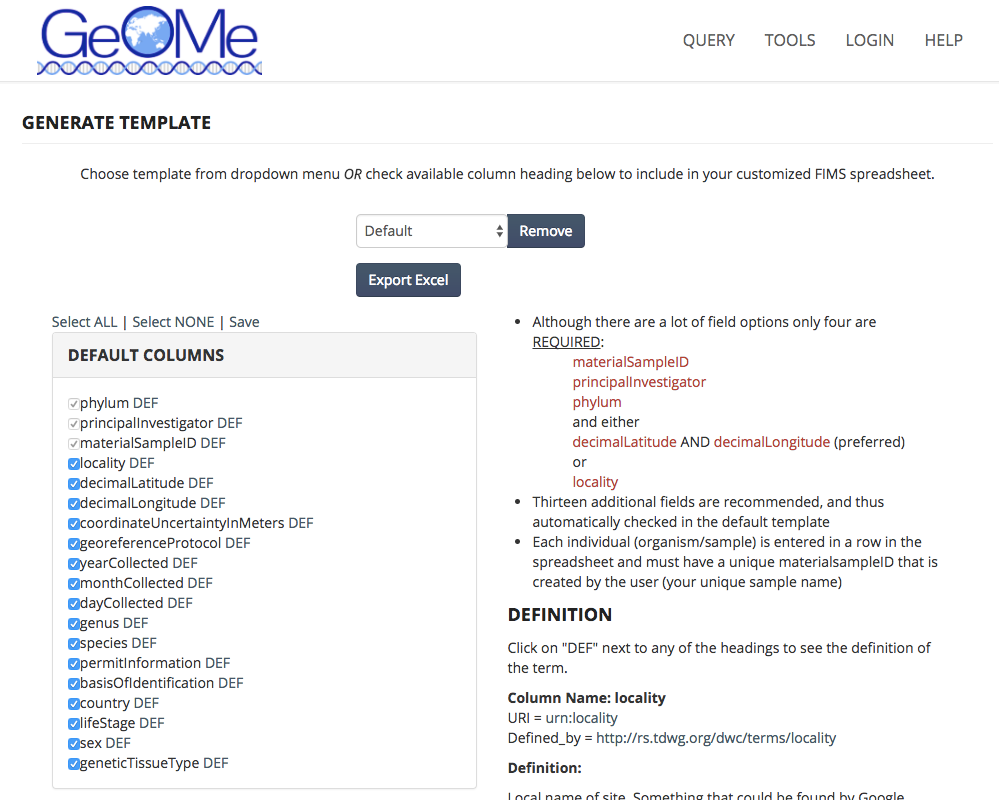 GeOMe
QUERY TOOLS LOGIN HELP
GENERATE TEMPLATE
Choose template from dropdown menu OR check available column heading below to include in your customized FIMS spreadsheet.
Default Remove
Export Excel
Select ALL | Select NONE | Save
DEFAULT COLUMNS
phylum DEF
principalInvestigator DEF
materialSampleID DEF
locality DEF
decimalLatitude DEF
decimalLongitude DEF
coordinateUncertaintyInMeters DEF
georeferenceProtocol DEF
yearCollected DEF
monthCollected DEF
dayCollected DEF
genus DEF
species DEF
permitInformation DEF
basisOfIdentification DEF
country DEF
lifeStage DEF
sex DEF
geneticTissueType DEF
• Although there are a lot of field options only four are
REQUIRED:
materialSampleID
principalInvestigator
phylum
and either
decimalLatitude AND decimalLongitude (preferred)
or
locality
• Thirteen additional fields are recommended, and thus
automatically checked in the default template
• Each individual (organism/sample) is entered in a row in the
spreadsheet and must have a unique materialsampleID that is
created by the user (your unique sample name)
DEFINITION
Click on "DEF" next to any of the headings to see the definition of
the term.
Column Name: locality
URI = urn:locality
Defined_by = http://rs.tdwg.org/dwc/terms/locality
Definition:
Local name of site. Something that could be found by Google